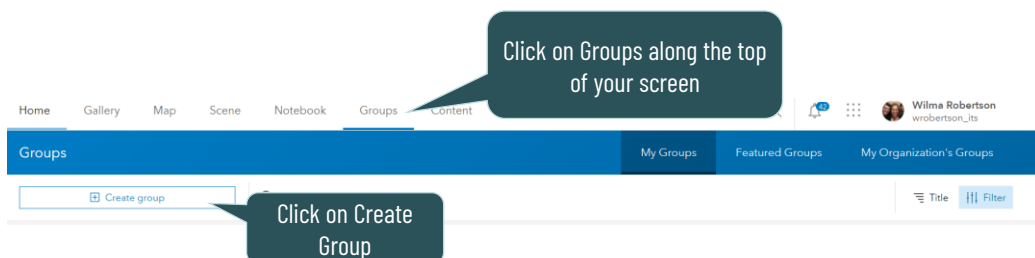 Click on Groups along the top
of your screen
Home Gallery Map Scene Notebook Groups Content 42 Wilma Robertson
wrobertson_its
Groups My Groups Featured Groups My Organization's Groups
Create group Title Filter
Click on Create
Group